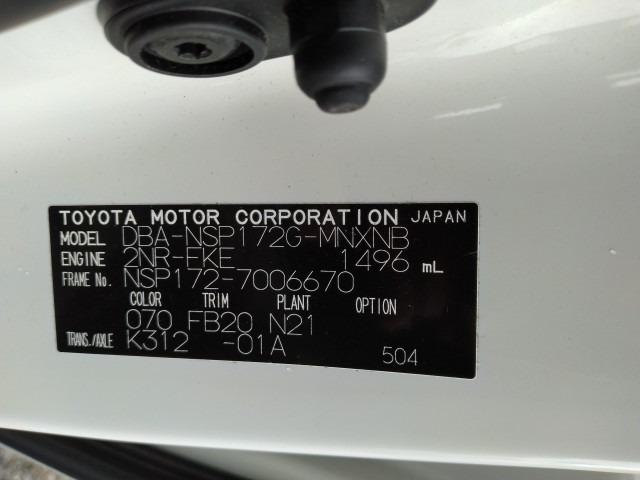 TOYOTA MOTOR CORPORATION JAPAN
MODEL DBA-NSP172G-MNXNB
ENGINE 2NR-FKE 1496 mL
FRAME No. NSP172-7006670
COLOR TRIM PLANT OPTION
070 FB20 N21
TRANS./AXLE K312 -01A 504